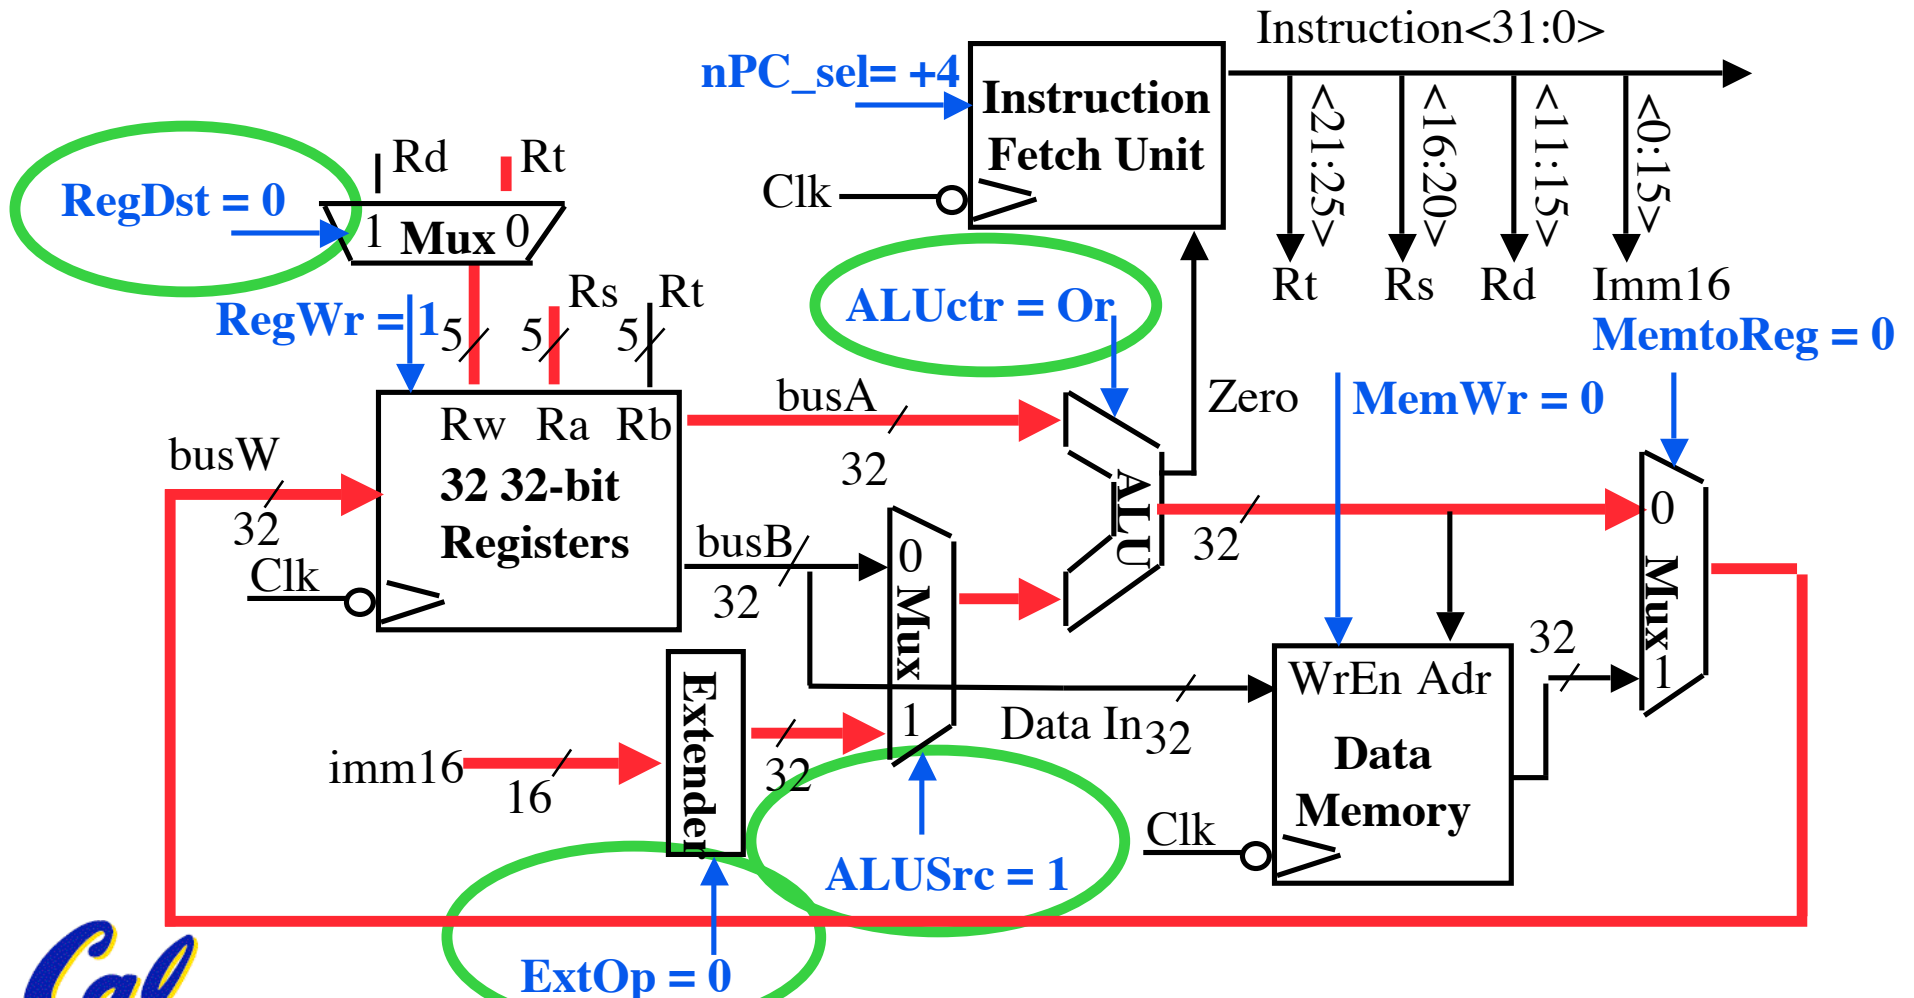 Instruction<31:0>
nPC_sel= +4
Instruction
Fetch Unit
Clk
<21:25>
<16:20>
<11:15>
<0:15>
Rt
Rs
Rd
Imm16
Rd
Rt
RegDst = 0
1
Mux
0
RegWr = 1
5
5
Rs
5
Rt
ALUctr = Or
MemtoReg = 0
MemWr = 0
Zero
busA
32
busW
32
Rw
Ra
Rb
32 32-bit
Registers
Clk
busB
32
0
Mux
1
ALU
32
0
Mux
1
32
WrEn
Adr
Data
Memory
Data In
32
Clk
imm16
16
Extender
32
ALUSrc = 1
ExtOp = 0
Cal